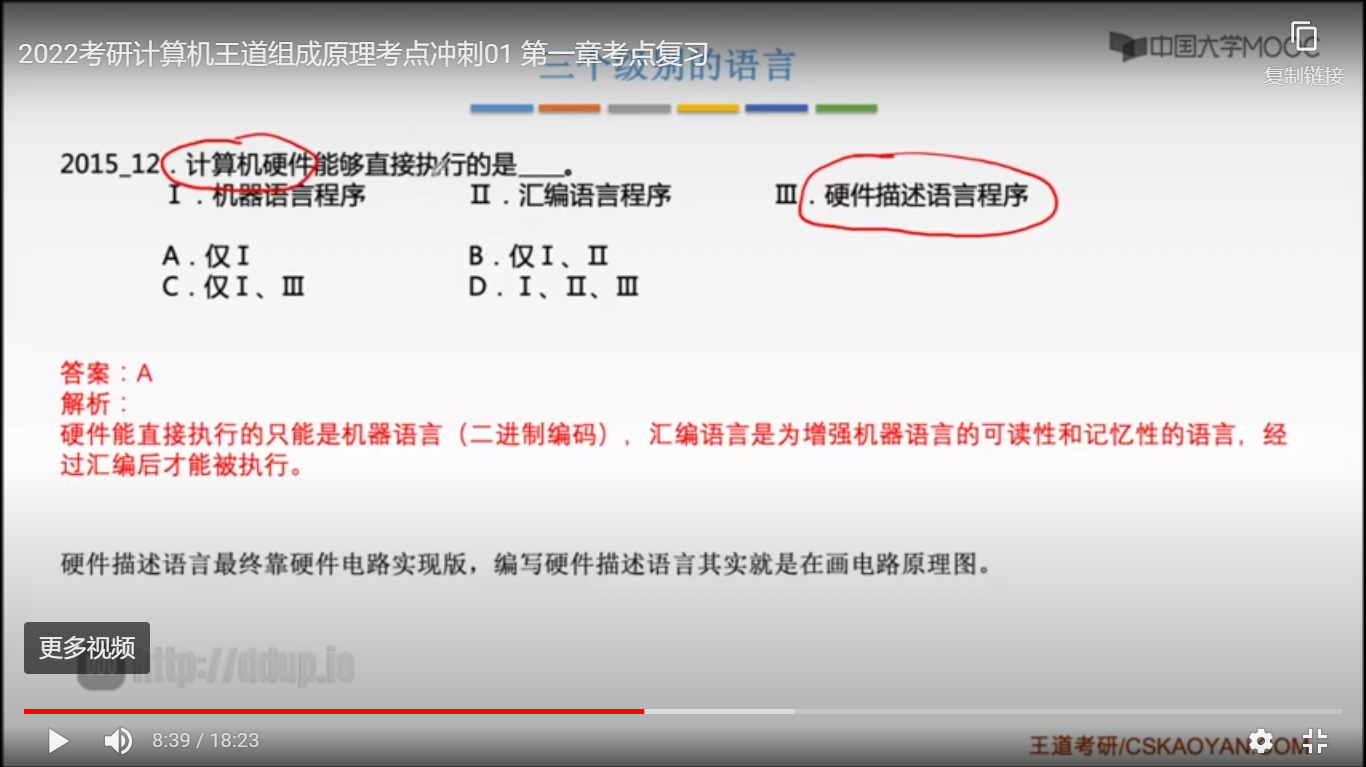 2022考研计算机王道组成原理考点冲刺01 第一章考点复习
中国大学MOOC
复制链接
三个级别的语言
2015_12．计算机硬件能够直接执行的是____。
Ⅰ．机器语言程序 Ⅱ．汇编语言程序 Ⅲ．硬件描述语言程序
A．仅Ⅰ B．仅Ⅰ、Ⅱ
C．仅Ⅰ、Ⅲ D．Ⅰ、Ⅱ、Ⅲ
答案：A
解析：
硬件能直接执行的只能是机器语言（二进制编码），汇编语言是为增强机器语言的可读性和记忆性的语言，经
过汇编后才能被执行。
硬件描述语言最终靠硬件电路实现版，编写硬件描述语言其实就是在画电路原理图。
更多视频
http://ddup.io
8:39 / 18:23
王道考研/CSKAOYAN.COM